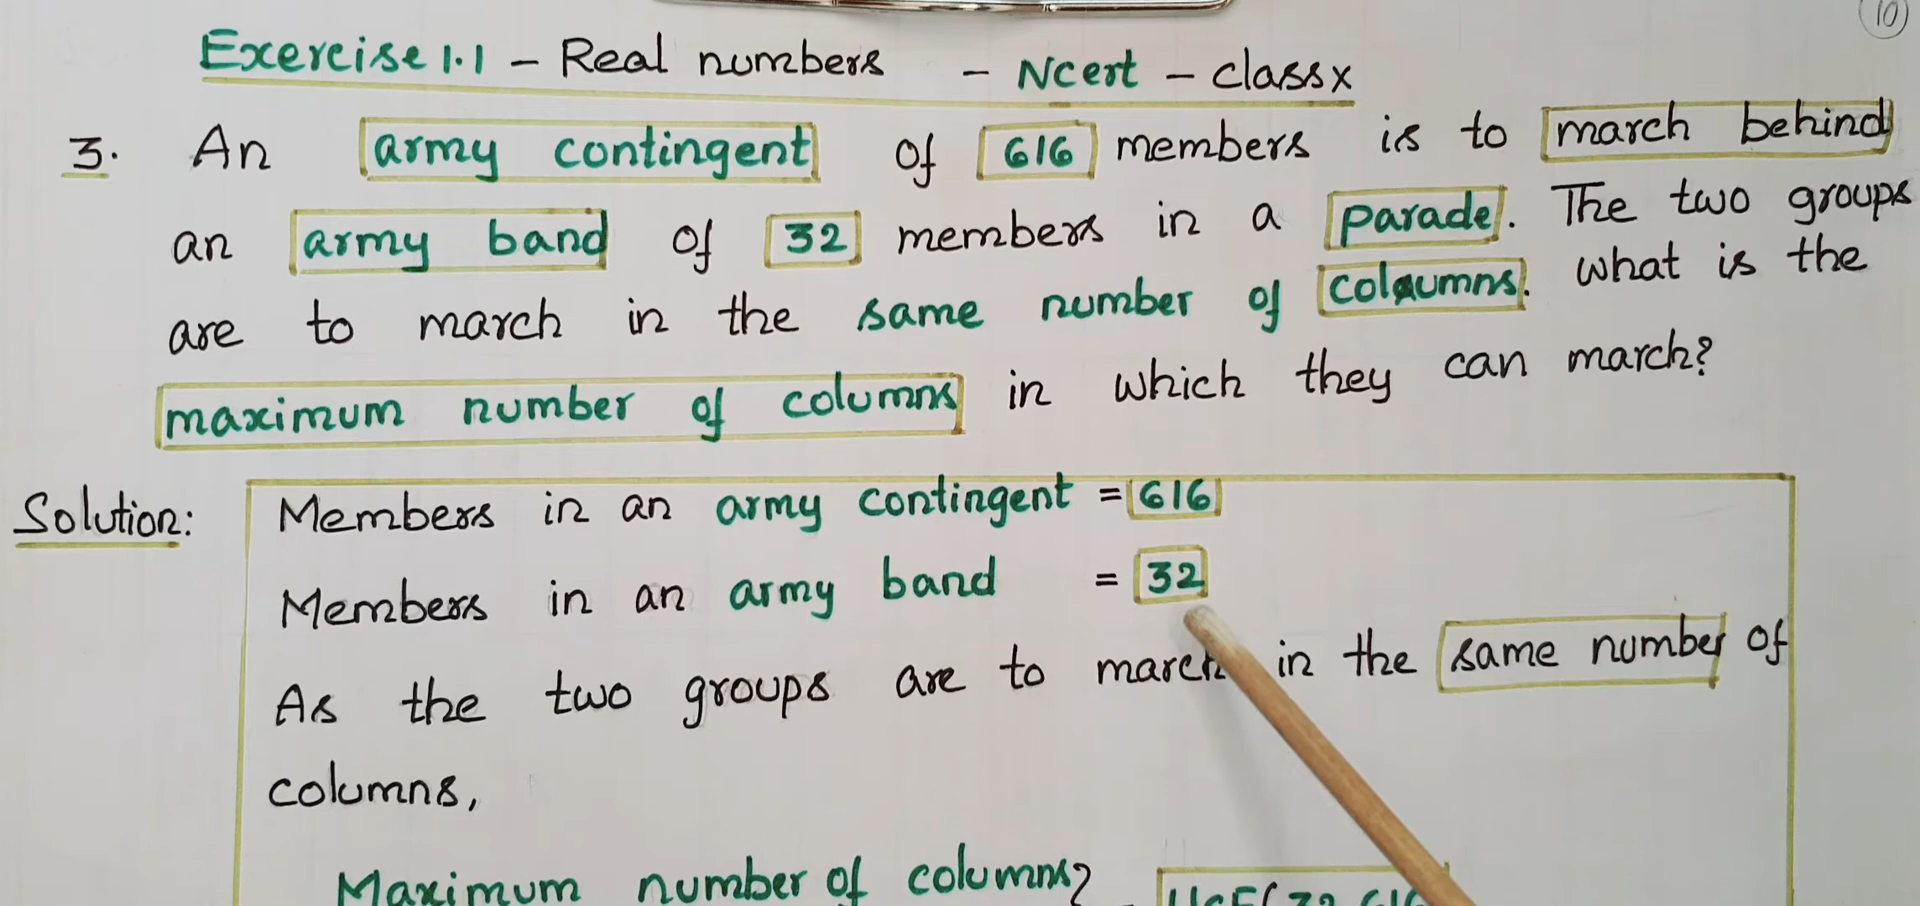 10
Exercise 1.1 - Real numbers - Ncert - class x
3. An army contingent of 616 members is to march behind
an army band of 32 members in a parade. The two groups
are to march in the same number of colaumns. what is the
maximum number of columns in which they can march?
Solution: Members in an army contingent = 616
Members in an army band = 32
As the two groups are to march in the same number of
columns,
Maximum number of columns